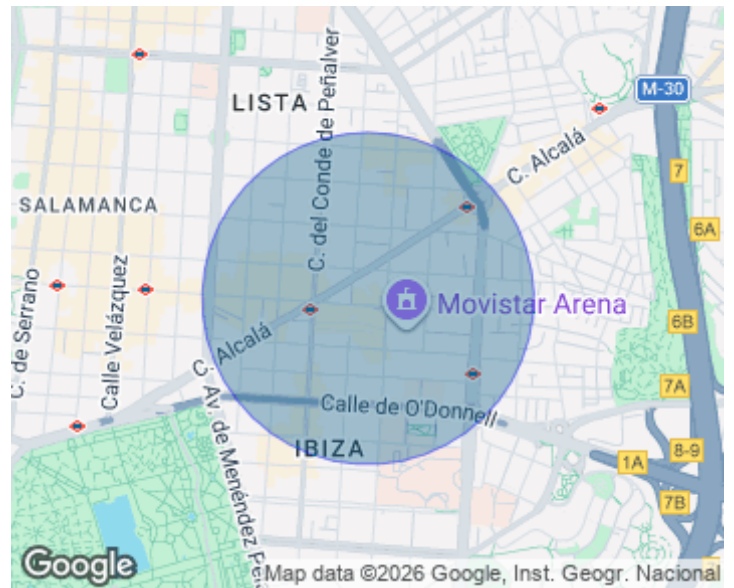 M-30
LISTA
C. del Conde de Peñalver
C. Alcalá
7
SALAMANCA
6A
C. de Serrano
Calle Velázquez
Movistar Arena
6B
C. Alcalá
7A
Calle de O'Donnell
C. Av. de Menéndez Pe
IBIZA
8-9
1A
7B
Google
Map data ©2026 Google, Inst. Geogr. Nacional